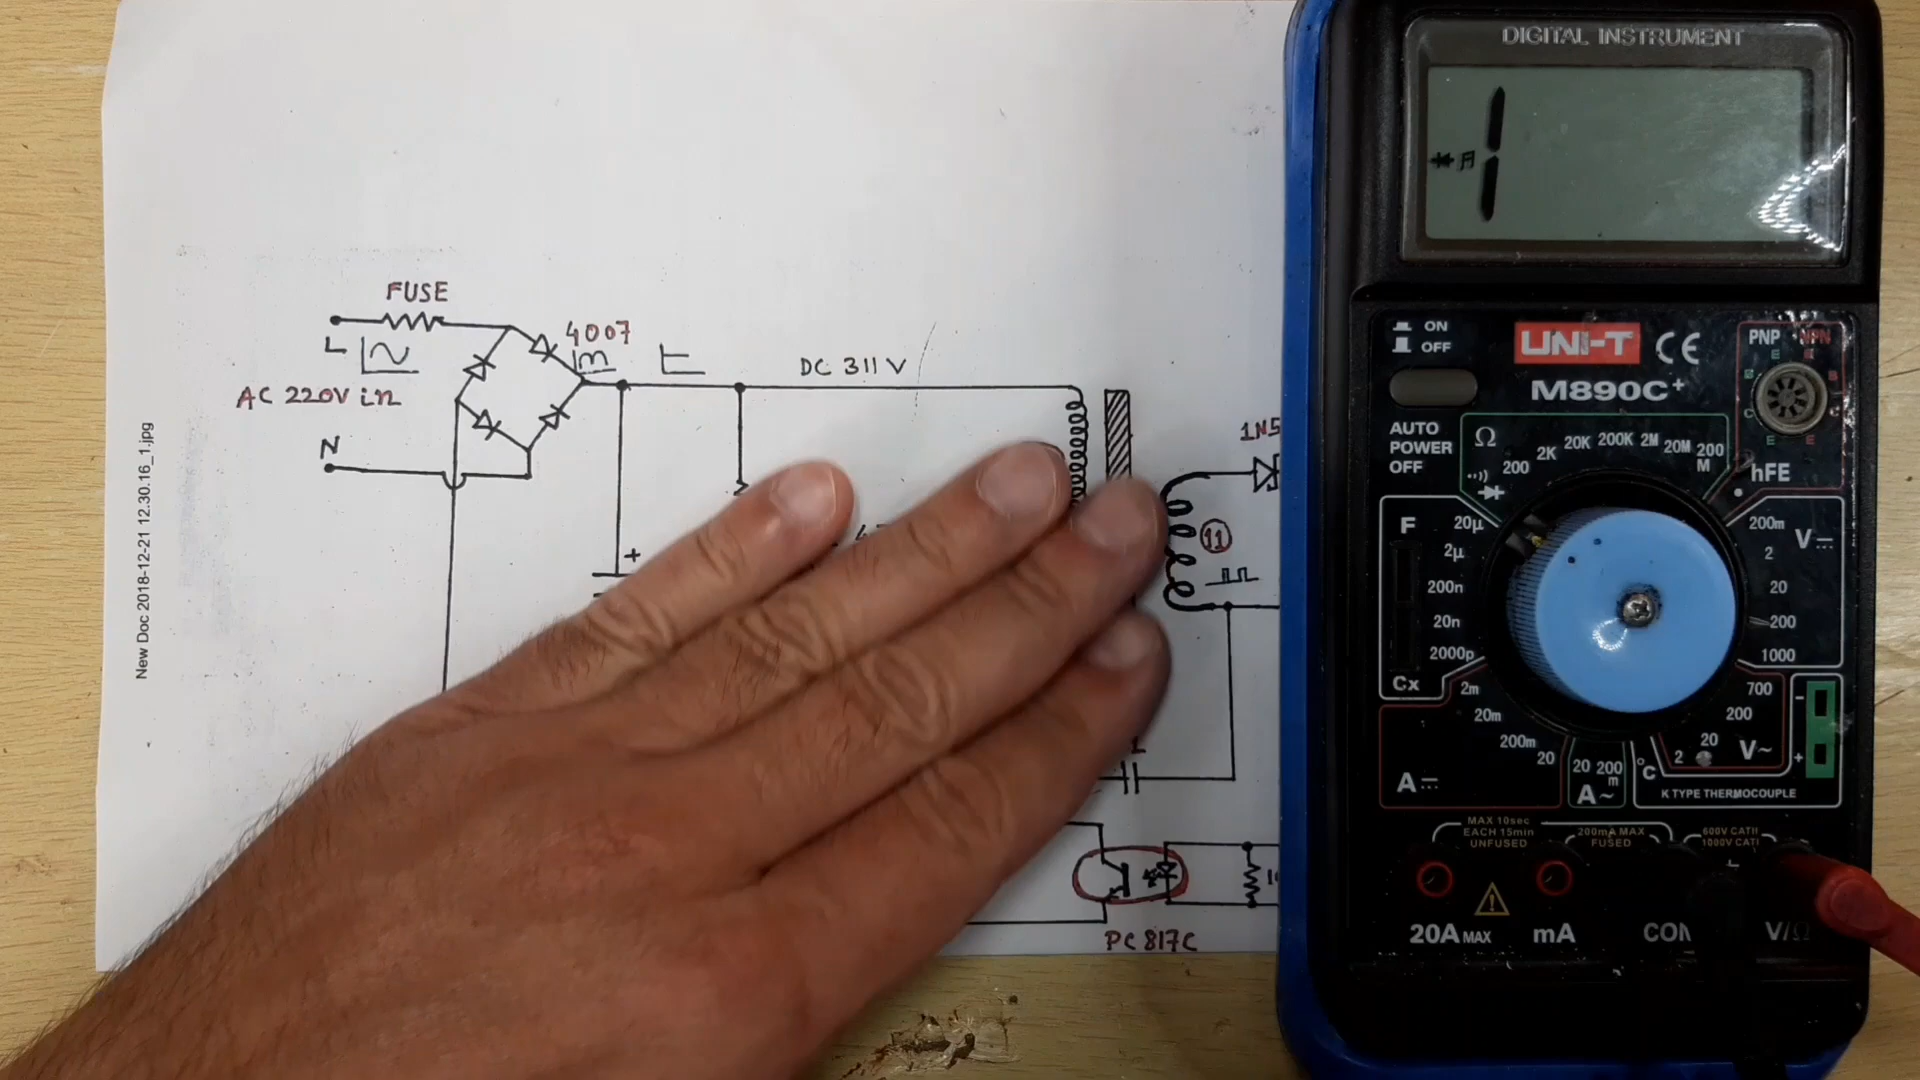 New Doc 2018-12-21 12.30.16_1.jpg
FUSE
4007
L
DC 311 V
AC 220V in
N
+
1N5
11
PC 817C
DIGITAL INSTRUMENT
1
ON
OFF
UNI-T CE
M890C+
PNP NPN
E E
AUTO
POWER
OFF
Ω 200 2K 20K 200K 2M 20M 200M
hFE
F 20μ
2μ
200n
20n
2000p
Cx
200m V
2
20
200
1000
2m
20m
200m
20
A
20 200m
A~
°C
700
200
20
2 V~
-
+
K TYPE THERMOCOUPLE
MAX 10sec
EACH 15min
UNFUSED
200mA MAX
FUSED
600V CATII
1000V CATI
20A MAX
mA
V/Ω